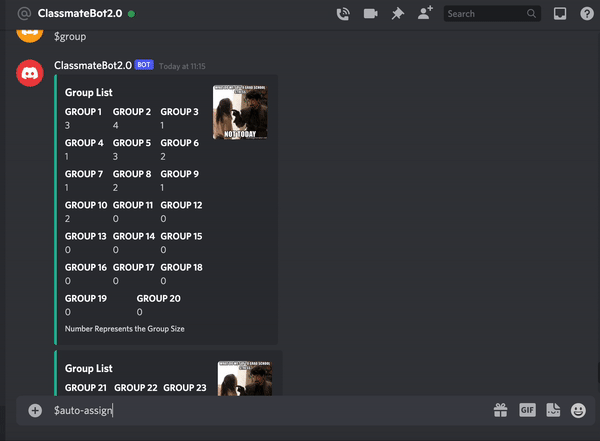 @ ClassmateBot2.0
Search
$group
ClassmateBot2.0 BOT Today at 11:15
Group List
GROUP 1 GROUP 2 GROUP 3
3 4 1
GROUP 4 GROUP 5 GROUP 6
1 3 2
GROUP 7 GROUP 8 GROUP 9
1 2 1
GROUP 10 GROUP 11 GROUP 12
2 0 0
GROUP 13 GROUP 14 GROUP 15
0 0 0
GROUP 16 GROUP 17 GROUP 18
0 0 0
GROUP 19 GROUP 20
0 0
Number Represents the Group Size
NOT TODAY
Group List
GROUP 21 GROUP 22 GROUP 23
$auto-assign
GIF